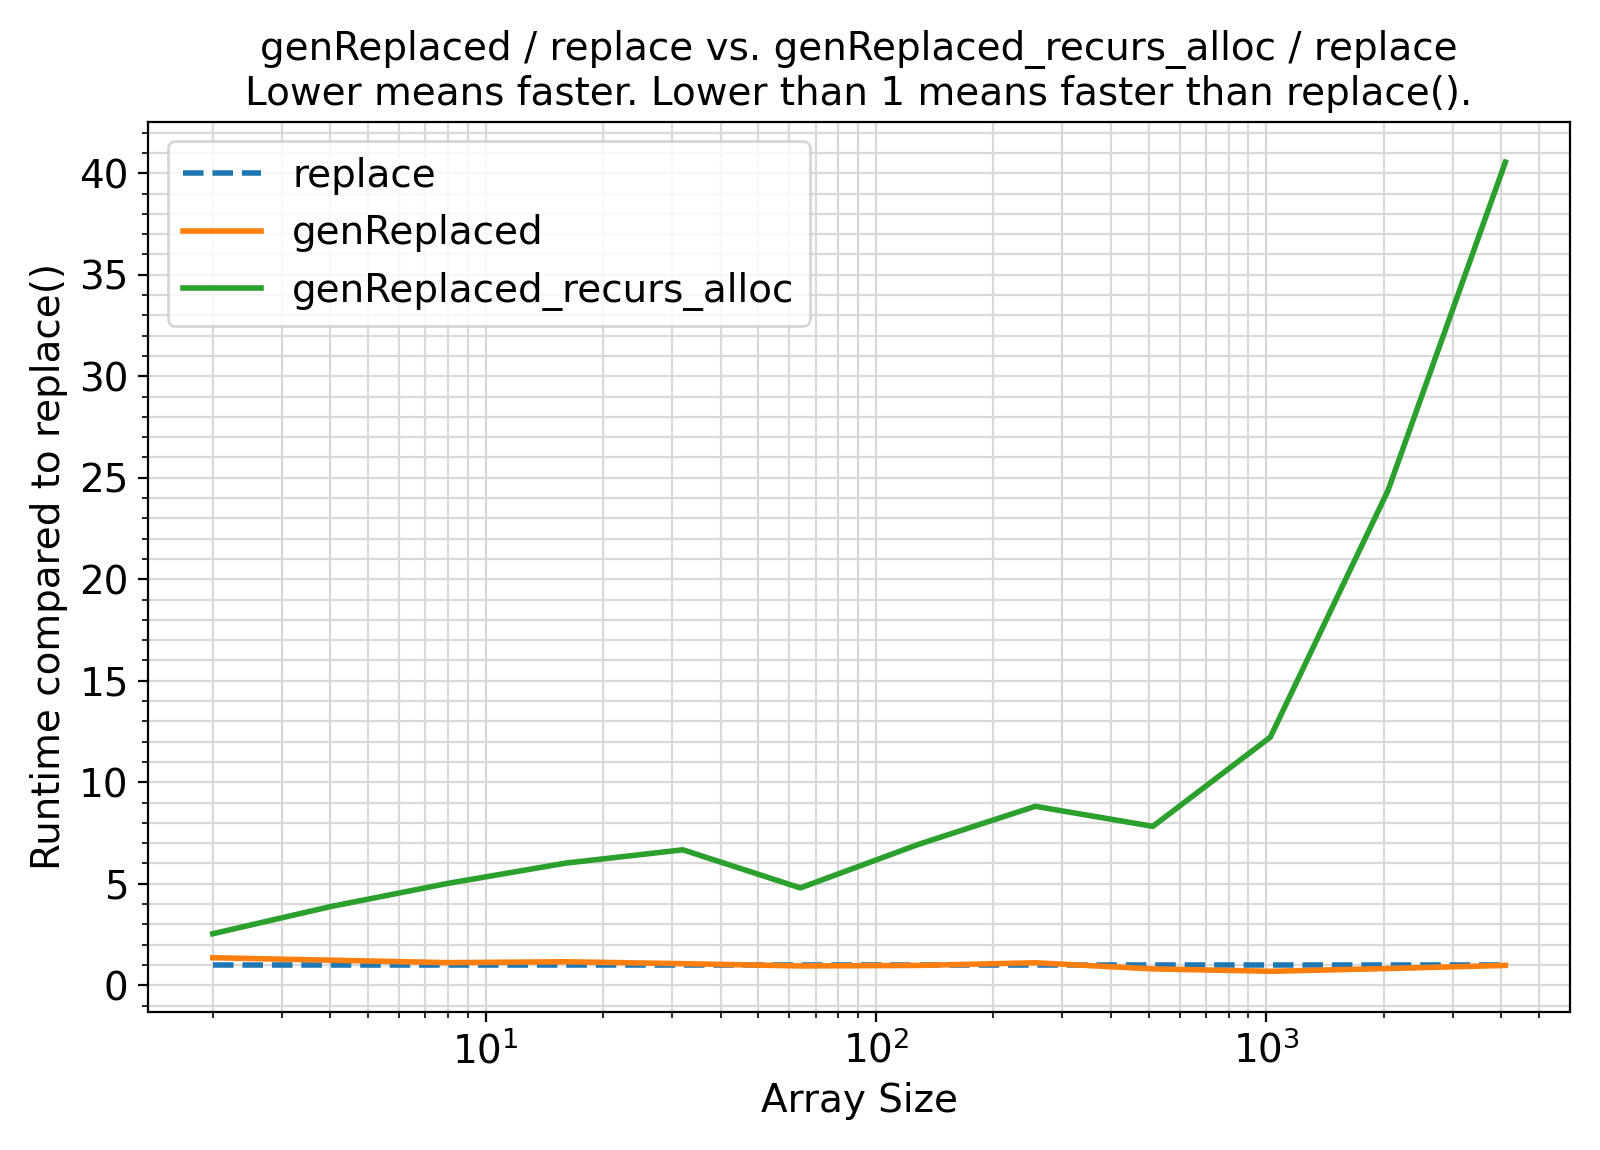 genReplaced / replace vs. genReplaced_recurs_alloc / replace
Lower means faster. Lower than 1 means faster than replace().
replace
genReplaced
genReplaced_recurs_alloc
Runtime compared to replace()
40
35
30
25
20
15
10
5
0
10¹
10²
10³
Array Size